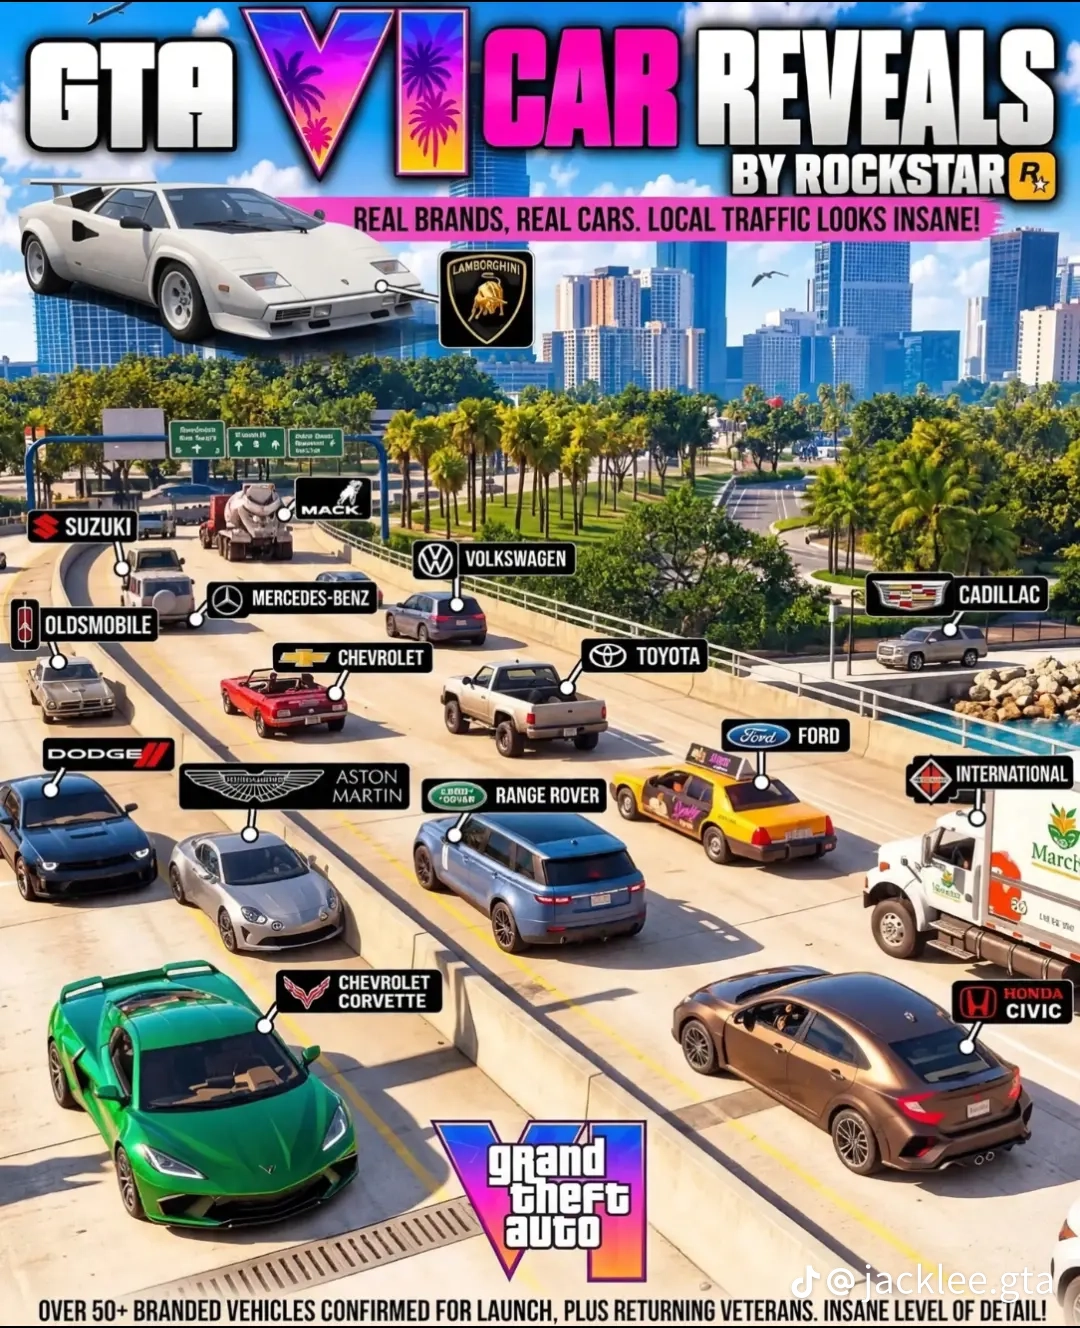 GTA VI CAR REVEALS
BY ROCKSTAR R
REAL BRANDS, REAL CARS. LOCAL TRAFFIC LOOKS INSANE!
LAMBORGHINI
MACK
SUZUKI
VOLKSWAGEN
MERCEDES-BENZ
CADILLAC
OLDSMOBILE
CHEVROLET
TOYOTA
Ford FORD
DODGE
ASTON
MARTIN
RANGE ROVER
INTERNATIONAL
March
CHEVROLET
CORVETTE
HONDA
CIVIC
VI
grand
theft
auto
@jacklee.gta
OVER 50+ BRANDED VEHICLES CONFIRMED FOR LAUNCH, PLUS RETURNING VETERANS. INSANE LEVEL OF DETAIL!